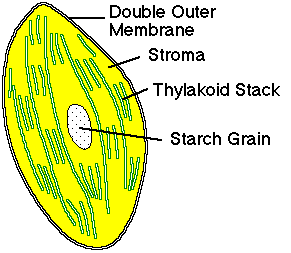 Double Outer
Membrane
Stroma
Thylakoid Stack
Starch Grain